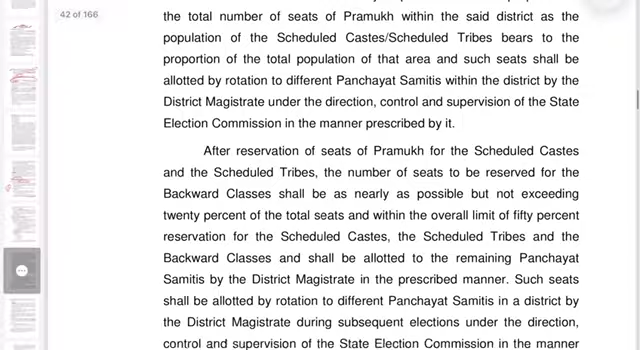 42 of 166
the total number of seats of Pramukh within the said district as the
population of the Scheduled Castes/Scheduled Tribes bears to the
proportion of the total population of that area and such seats shall be
allotted by rotation to different Panchayat Samitis within the district by the
District Magistrate under the direction, control and supervision of the State
Election Commission in the manner prescribed by it.
After reservation of seats of Pramukh for the Scheduled Castes
and the Scheduled Tribes, the number of seats to be reserved for the
Backward Classes shall be as nearly as possible but not exceeding
twenty percent of the total seats and within the overall limit of fifty percent
reservation for the Scheduled Castes, the Scheduled Tribes and the
Backward Classes and shall be allotted to the remaining Panchayat
Samitis by the District Magistrate in the prescribed manner. Such seats
shall be allotted by rotation to different Panchayat Samitis in a district by
the District Magistrate during subsequent elections under the direction,
control and supervision of the State Election Commission in the manner